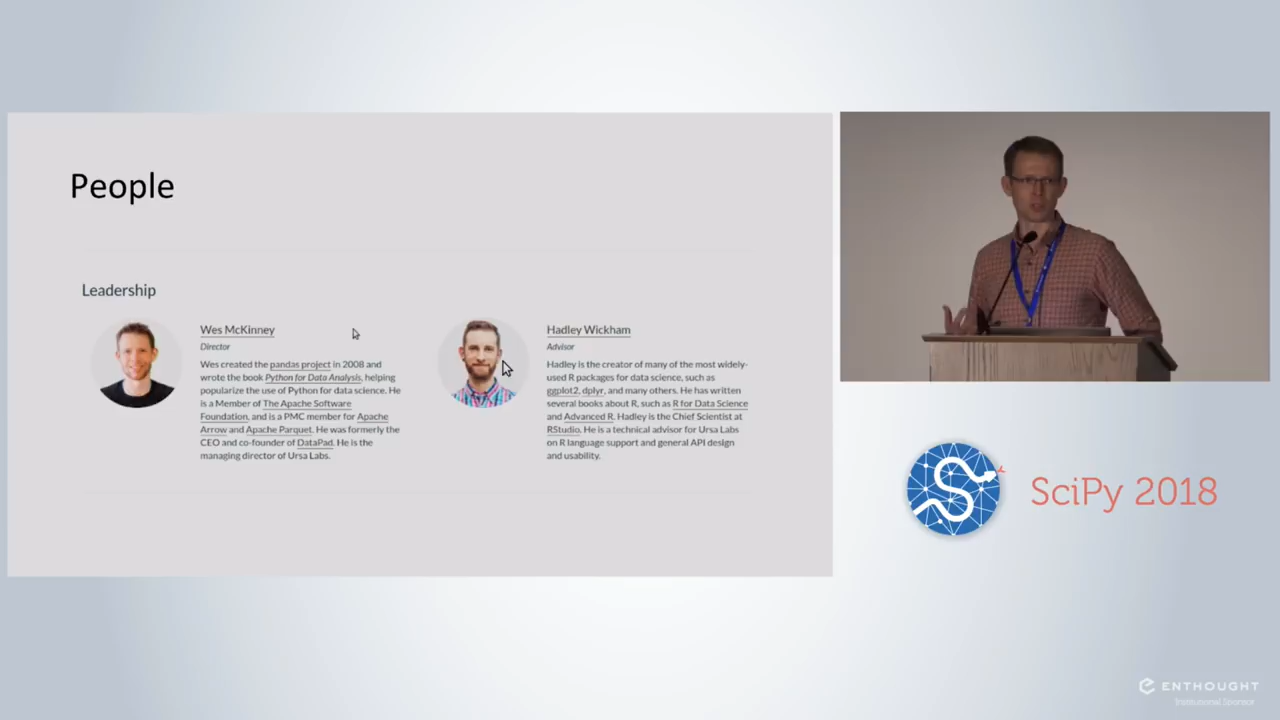 People
Leadership
Wes McKinney
Director
Wes created the pandas project in 2008 and
wrote the book Python for Data Analysis, helping
popularize the use of Python for data science. He
is a Member of The Apache Software
Foundation, and is a PMC member for Apache
Arrow and Apache Parquet. He was formerly the
CEO and co-founder of DataPad. He is the
managing director of Ursa Labs.
Hadley Wickham
Advisor
Hadley is the creator of many of the most widely-
used R packages for data science, such as
ggplot2, dplyr, and many others. He has written
several books about R, such as R for Data Science
and Advanced R. Hadley is the Chief Scientist at
RStudio. He is a technical advisor for Ursa Labs
on R language support and general API design
and usability.
SciPy 2018
ENTHOUGHT
Institutional Sponsor